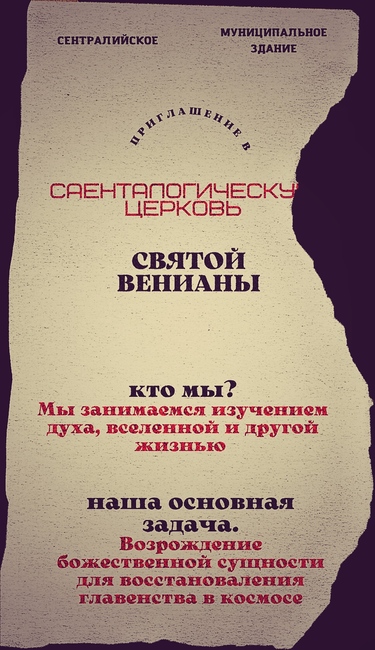 СЕНТРАЛИЙСКОЕ
МУНИЦИПАЛЬНОЕ
ЗДАНИЕ
ПРИГЛАШЕНИЕ В
САЕНТАЛОГИЧЕСКУ
ЦЕРКОВЬ
СВЯТОЙ
ВЕНИАНЫ
кто мы?
Мы занимаемся изучением
духа, вселенной и другой
жизнью
наша основная
задача.
Возрождение
божественной сущности
для восстановаления
главенства в космосе